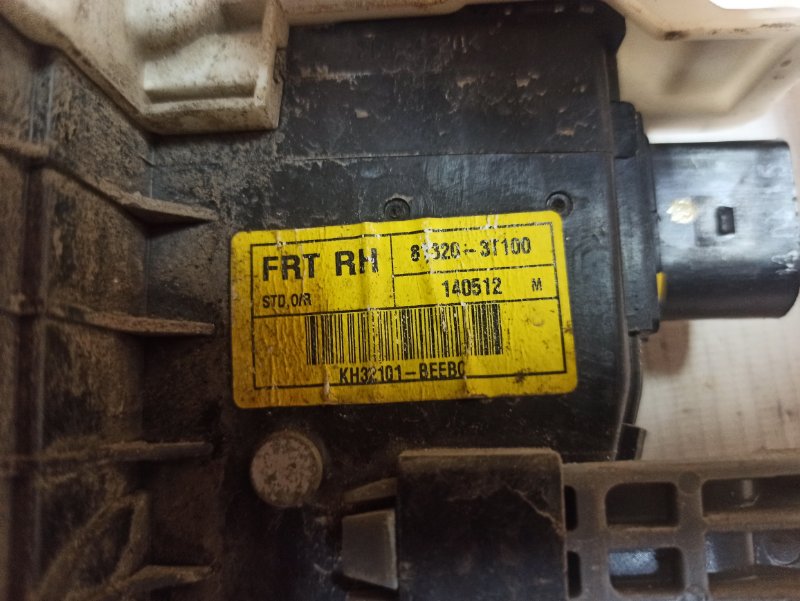 FRT RH
81320-3T100
STD,O/R
140512 M
KH32101-BEEBC